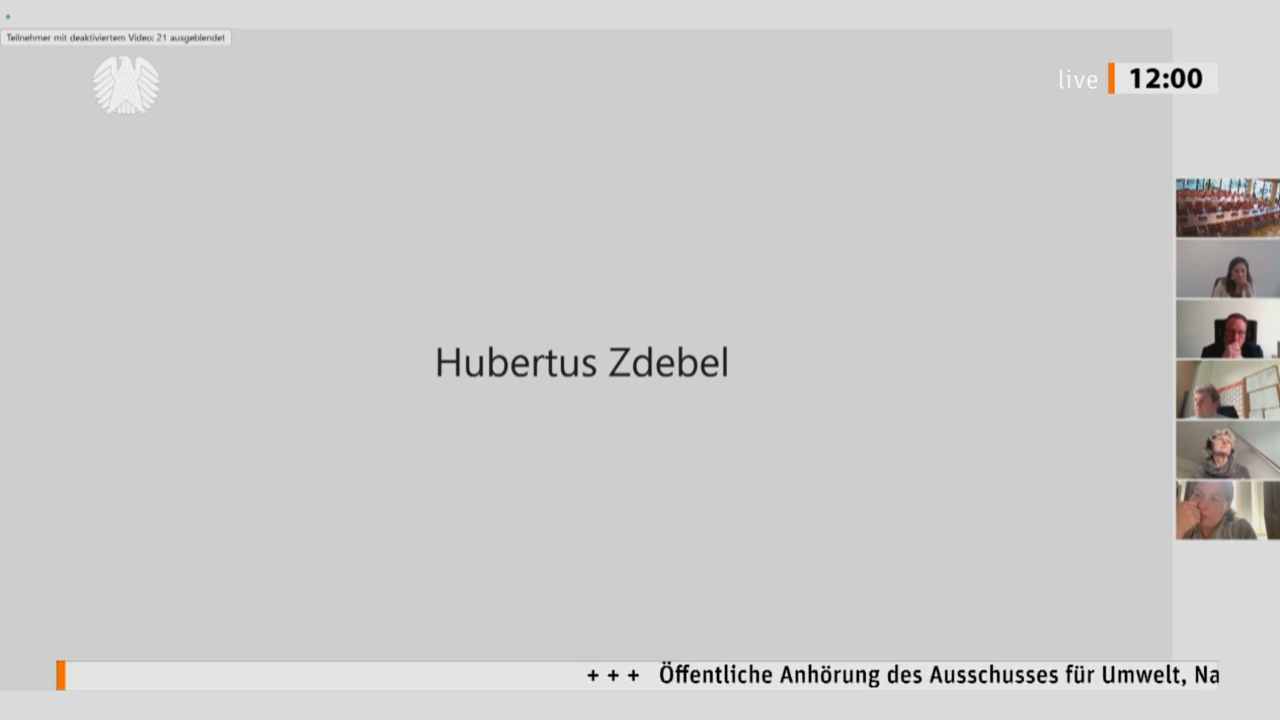 Teilnehmer mit deaktiviertem Video: 21 ausgeblendet
live 12:00
Hubertus Zdebel
+ + + Öffentliche Anhörung des Ausschusses für Umwelt, Na